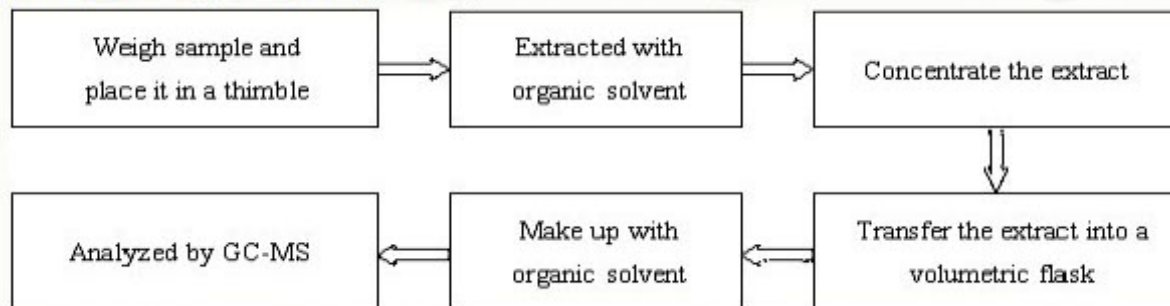 Weigh sample and
place it in a thimble
Extracted with
organic solvent
Concentrate the extract
Transfer the extract into a
volumetric flask
Make up with
organic solvent
Analyzed by GC-MS